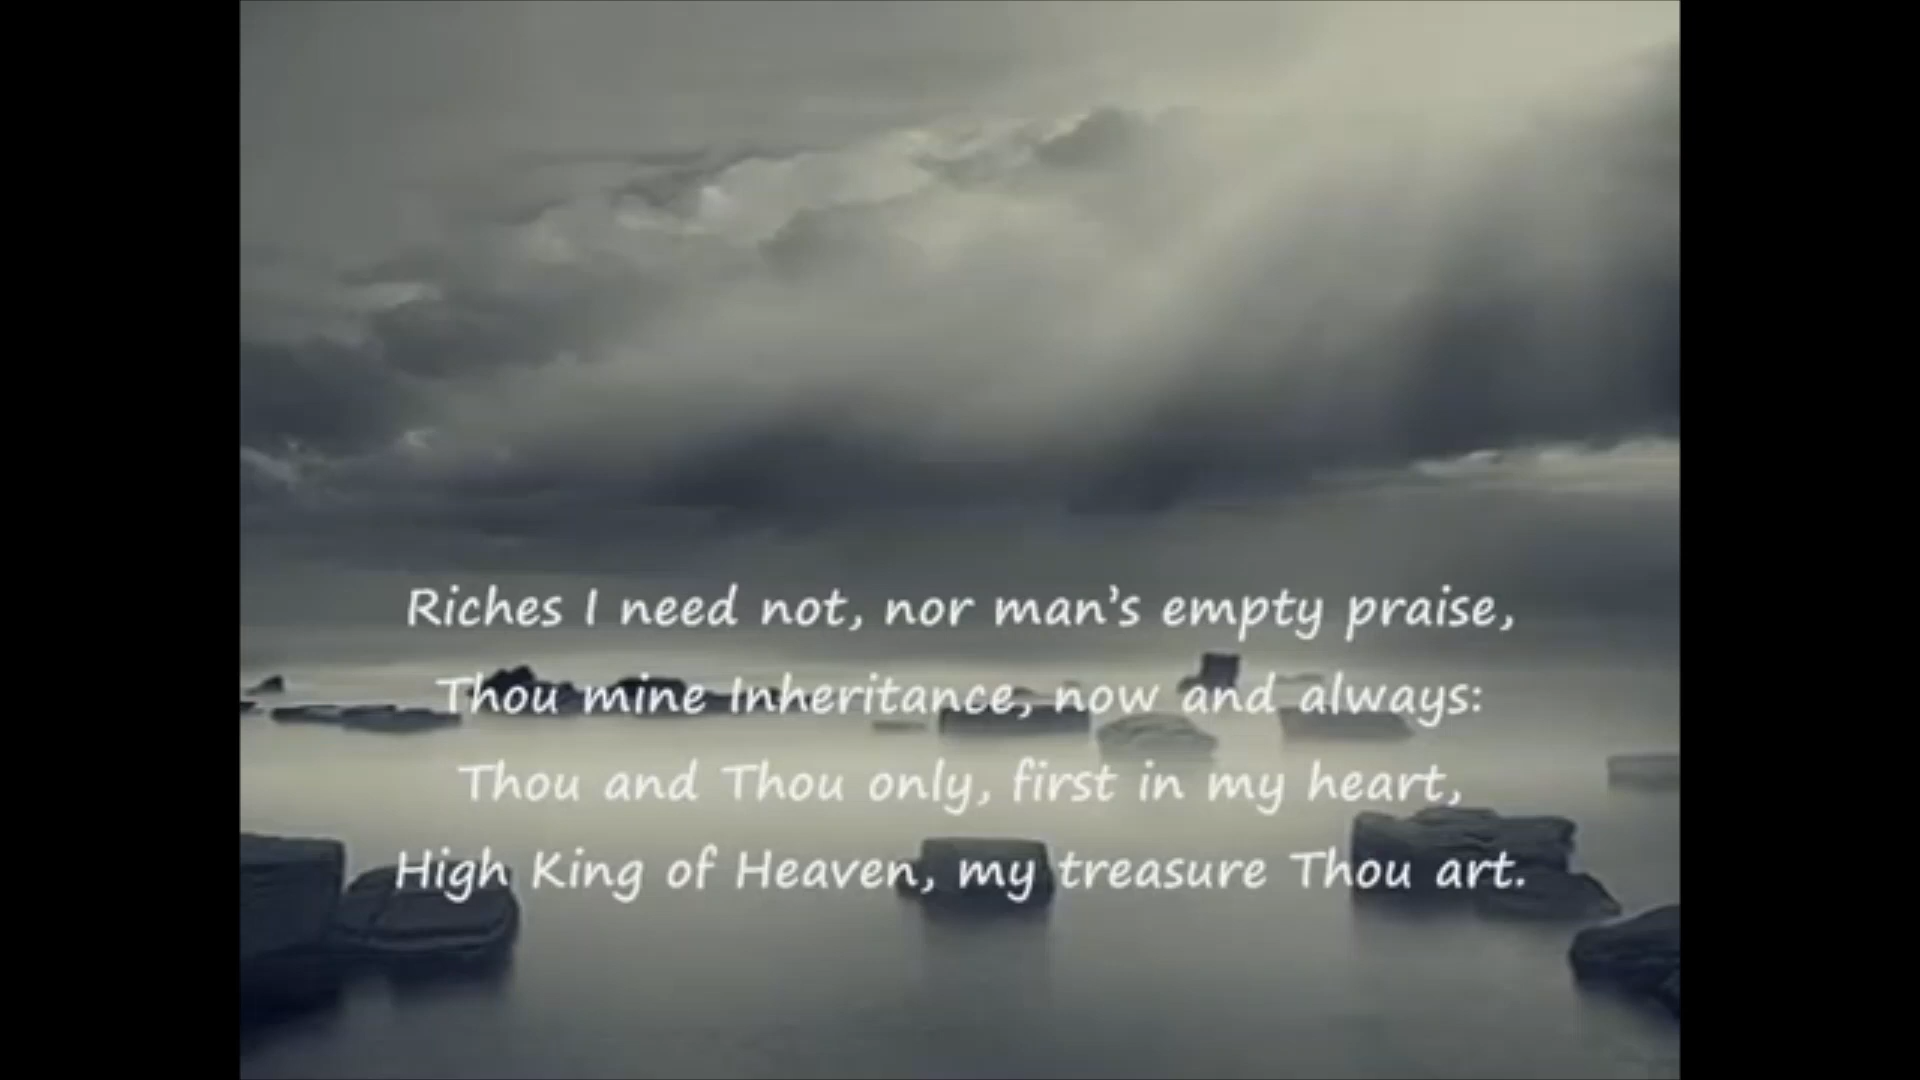 Riches I need not, nor man’s empty praise,
Thou mine Inheritance, now and always:
Thou and Thou only, first in my heart,
High King of Heaven, my treasure Thou art.